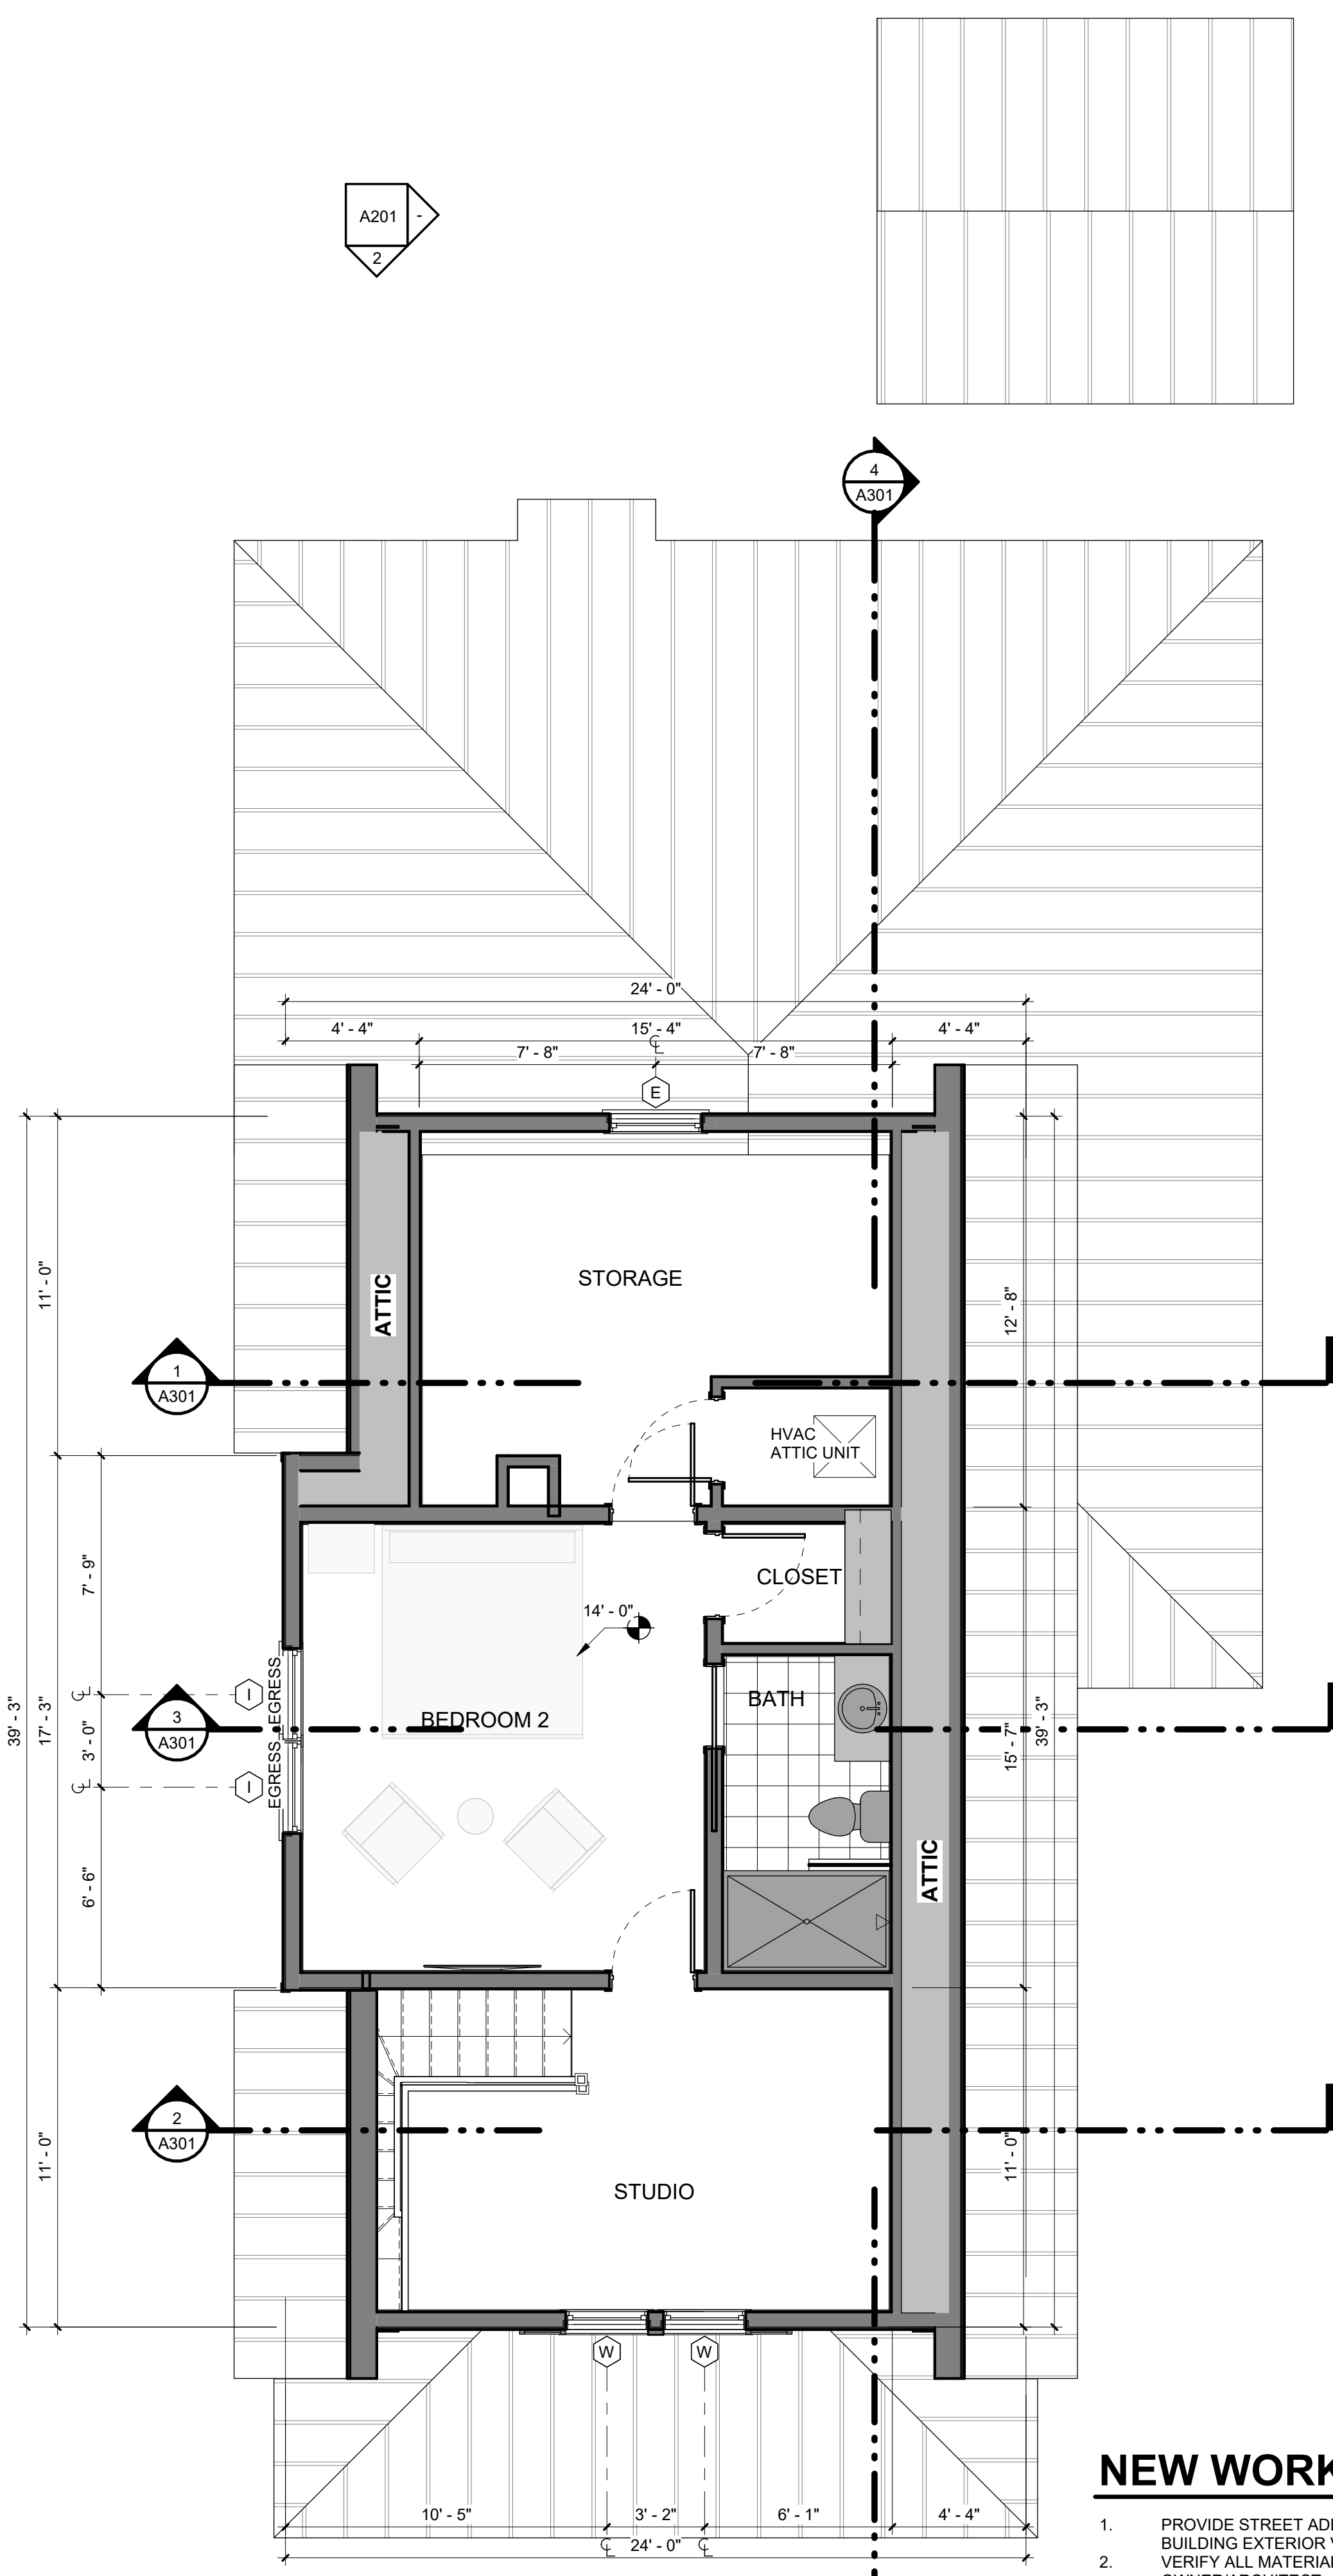 A201
-
2
4
A301
24' - 0"
4' - 4"
15' - 4"
4' - 4"
7' - 8"
7' - 8"
E
11' - 0"
ATTIC
STORAGE
12' - 8"
1
A301
HVAC
ATTIC UNIT
7' - 9"
CLOSET
14' - 0"
EGRESS
I
BATH
39' - 3"
17' - 3"
3' - 0"
3
A301
BEDROOM 2
15' - 7"
39' - 3"
I
EGRESS
6' - 6"
ATTIC
2
A301
11' - 0"
11' - 0"
STUDIO
W
W
NEW WORK
10' - 5"
3' - 2"
6' - 1"
4' - 4"
24' - 0"
1.
PROVIDE STREET
BUILDING EXTERIOR
2.
VERIFY ALL